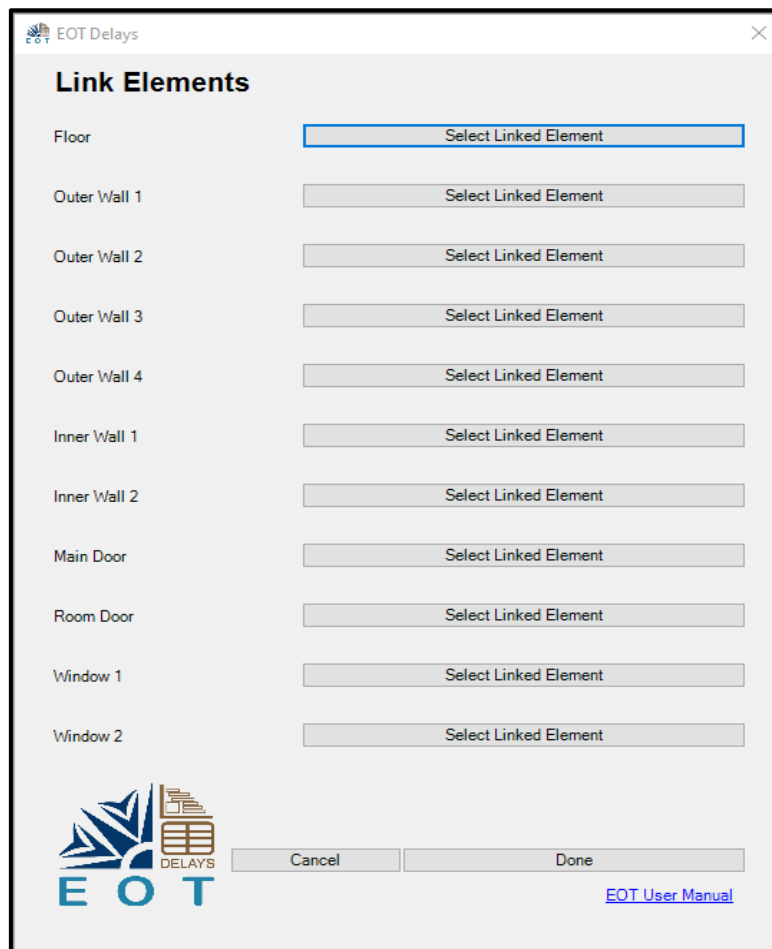 EOT Delays
Link Elements
Floor Select Linked Element
Outer Wall 1 Select Linked Element
Outer Wall 2 Select Linked Element
Outer Wall 3 Select Linked Element
Outer Wall 4 Select Linked Element
Inner Wall 1 Select Linked Element
Inner Wall 2 Select Linked Element
Main Door Select Linked Element
Room Door Select Linked Element
Window 1 Select Linked Element
Window 2 Select Linked Element
DELAYS
EOT
Cancel Done
EOT User Manual